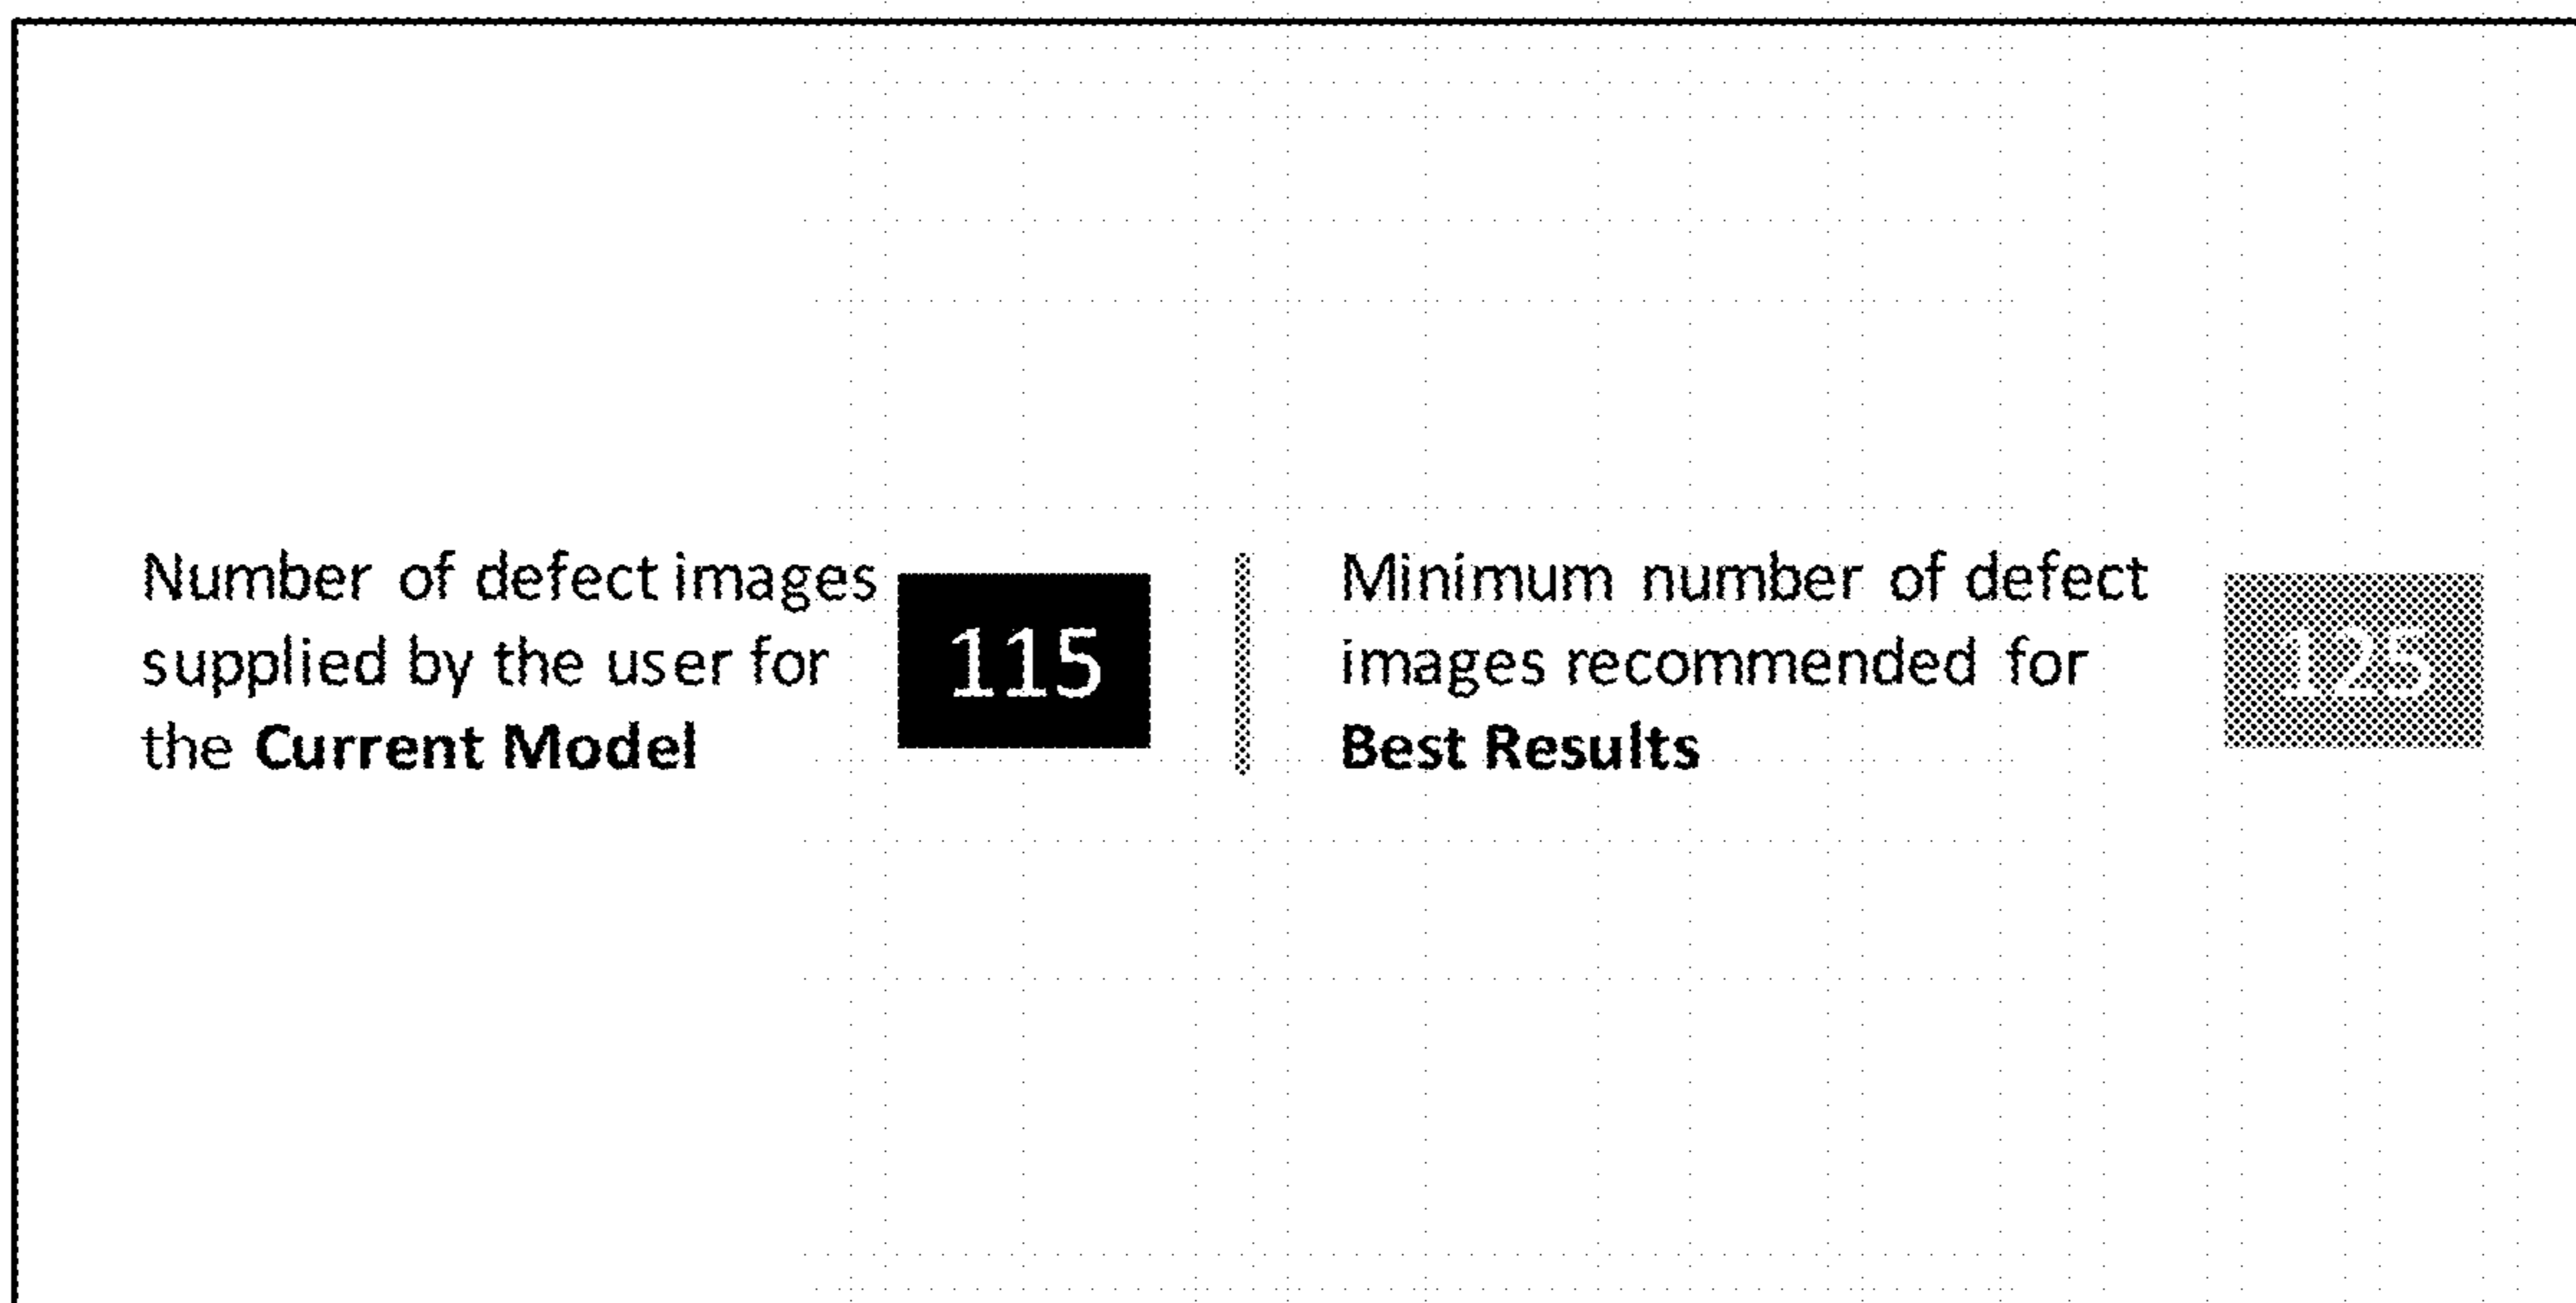 Number of defect images
supplied by the user for
the Current Model
115
Minimum number of defect
images recommended for
Best Results
125